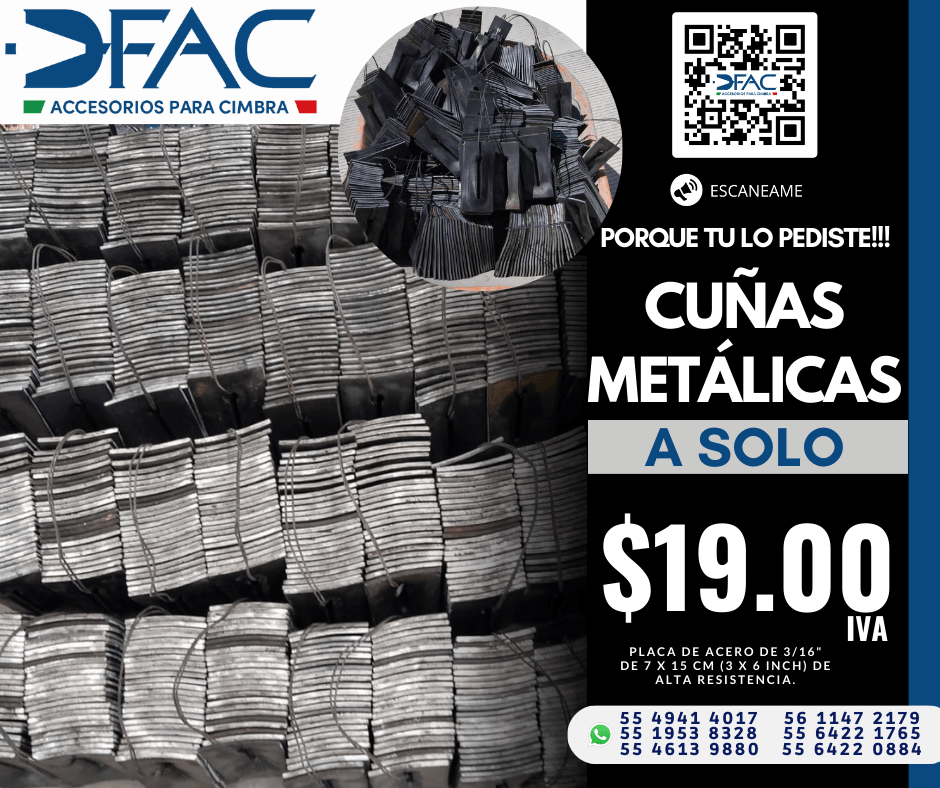 DFAC
ACCESORIOS PARA CIMBRA
DFAC
ACCESORIOS PARA CIMBRA
ESCANEAME
PORQUE TU LO PEDISTE!!!
CUÑAS
METÁLICAS
A SOLO
$19.00
IVA
PLACA DE ACERO DE 3/16"
DE 7 X 15 CM (3 X 6 INCH) DE
ALTA RESISTENCIA.
55 4941 4017 56 1147 2179
55 1953 8328 55 6422 1765
55 4613 9880 55 6422 0884